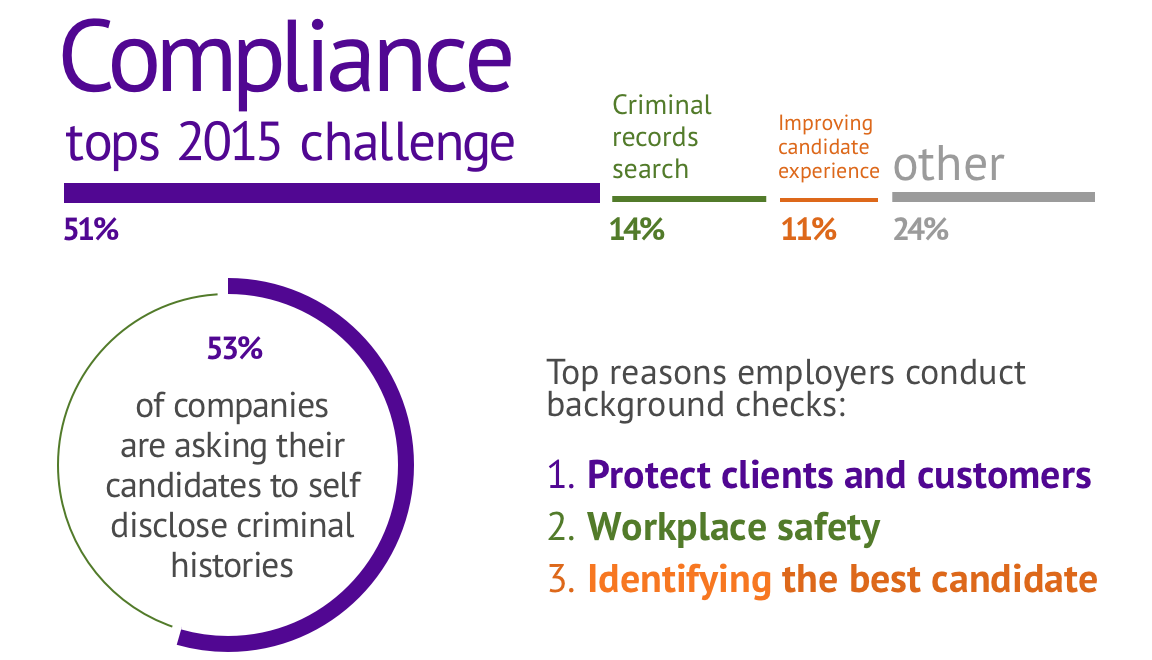 Compliance
tops 2015 challenge
51%
Criminal
records
search
14%
Improving
candidate
experience
11%
other
24%
53%
of companies
are asking their
candidates to self
disclose criminal
histories
Top reasons employers conduct
background checks:
1. Protect clients and customers
2. Workplace safety
3. Identifying the best candidate